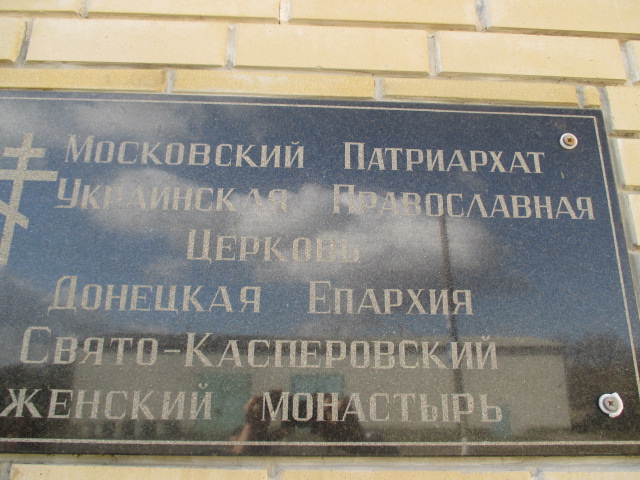 Московский Патриархат
Украинская Православная
Церковь
Донецкая Епархия
Свято-Касперовский
женский монастырь